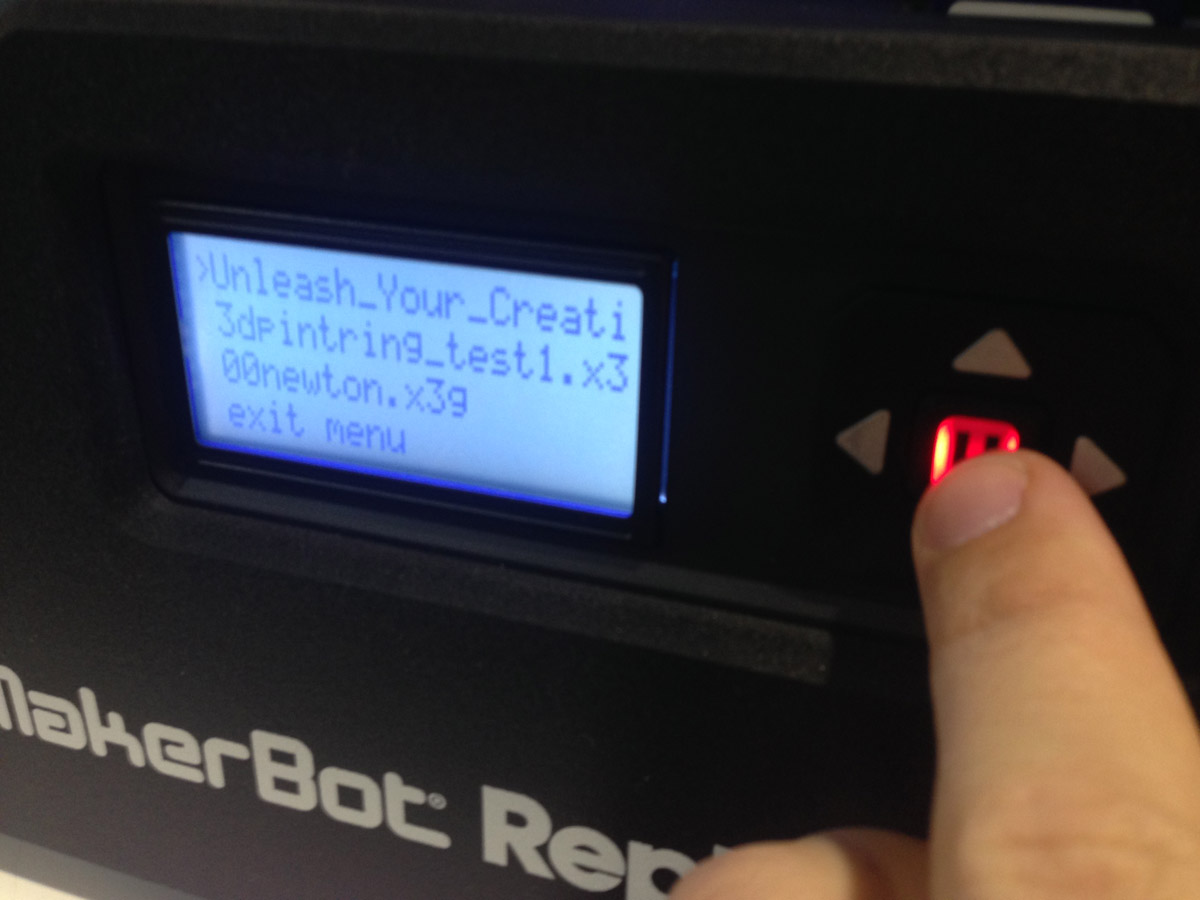 >Unleash_Your_Creati
3dpintring_test1.x3
00newton.x3g
exit menu
MakerBot® Rep